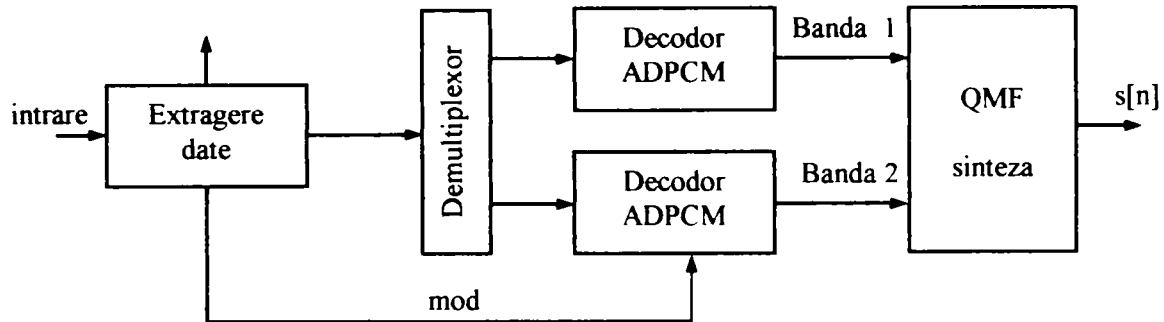 intrare
Extragere
date
Demultiplexor
Decodor
ADPCM
Banda 1
Decodor
ADPCM
Banda 2
QMF
sinteza
s[n]
mod